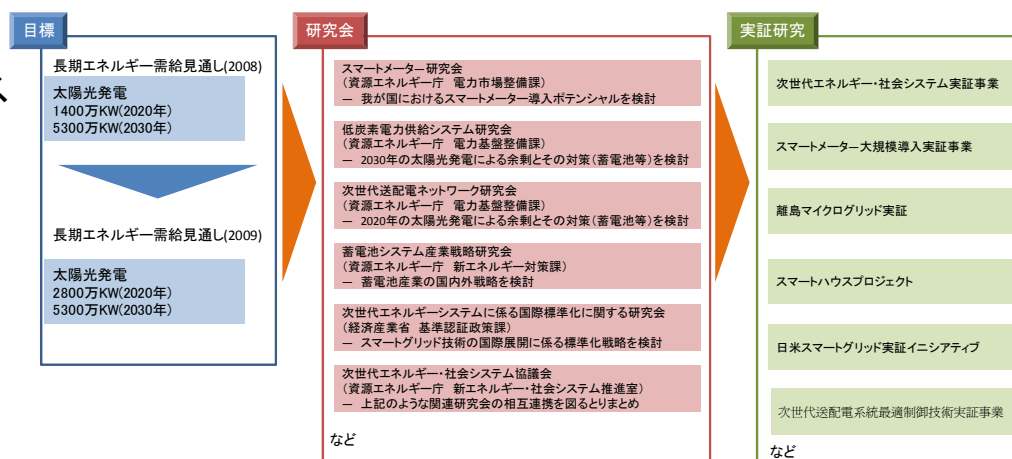 目標
長期エネルギー需給見通し(2008)
太陽光発電
1400万KW(2020年)
5300万KW(2030年)
長期エネルギー需給見通し(2009)
太陽光発電
2800万KW(2020年)
5300万KW(2030年)
研究会
スマートメーター研究会
(資源エネルギー庁 電力市場整備課)
― 我が国におけるスマートメーター導入ポテンシャルを検討
低炭素電力供給システム研究会
(資源エネルギー庁 電力基盤整備課)
― 2030年の太陽光発電による余剰とその対策(蓄電池等)を検討
次世代送配電ネットワーク研究会
(資源エネルギー庁 電力基盤整備課)
― 2020年の太陽光発電による余剰とその対策(蓄電池等)を検討
蓄電池システム産業戦略研究会
(資源エネルギー庁 新エネルギー対策課)
― 蓄電池産業の国内外戦略を検討
次世代エネルギーシステムに係る国際標準化に関する研究会
(経済産業省 基準認証政策課)
― スマートグリッド技術の国際展開に係る標準化戦略を検討
次世代エネルギー・社会システム協議会
(資源エネルギー庁 新エネルギー・社会システム推進室)
― 上記のような関連研究会の相互連携を図るとりまとめ
など
実証研究
次世代エネルギー・社会システム実証事業
スマートメーター大規模導入実証事業
離島マイクログリッド実証
スマートハウスプロジェクト
日米スマートグリッド実証イニシアティブ
次世代送配電系統最適制御技術実証事業
など